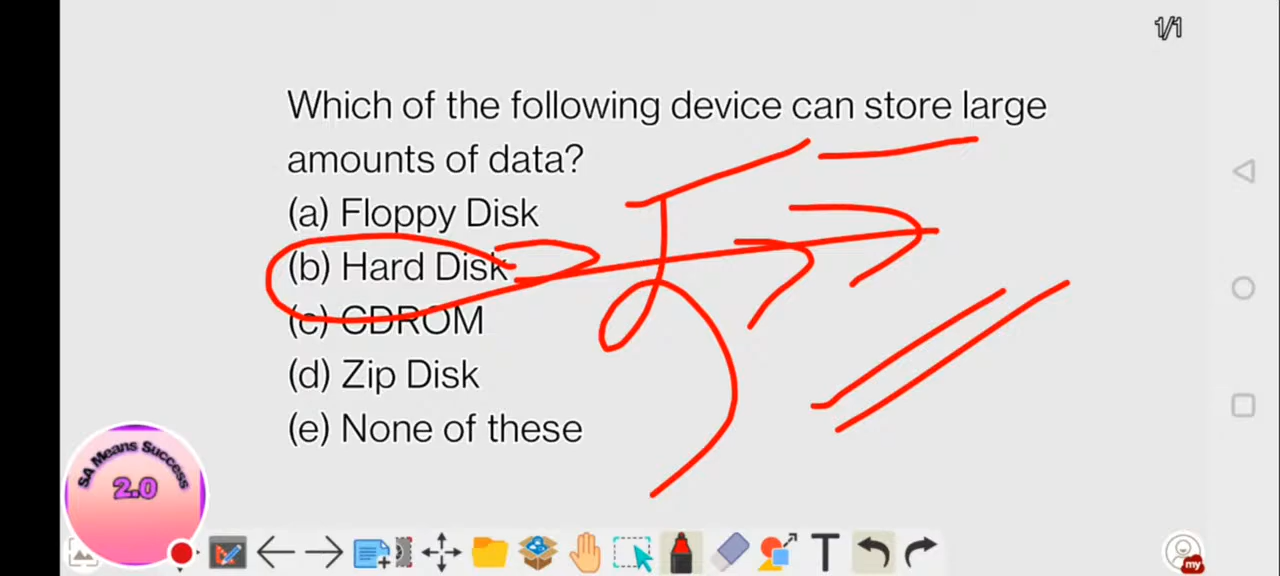 1/1
Which of the following device can store large
amounts of data?
(a) Floppy Disk
(b) Hard Disk
(c) CDROM
(d) Zip Disk
(e) None of these
SA Means Success
2.0
T
my